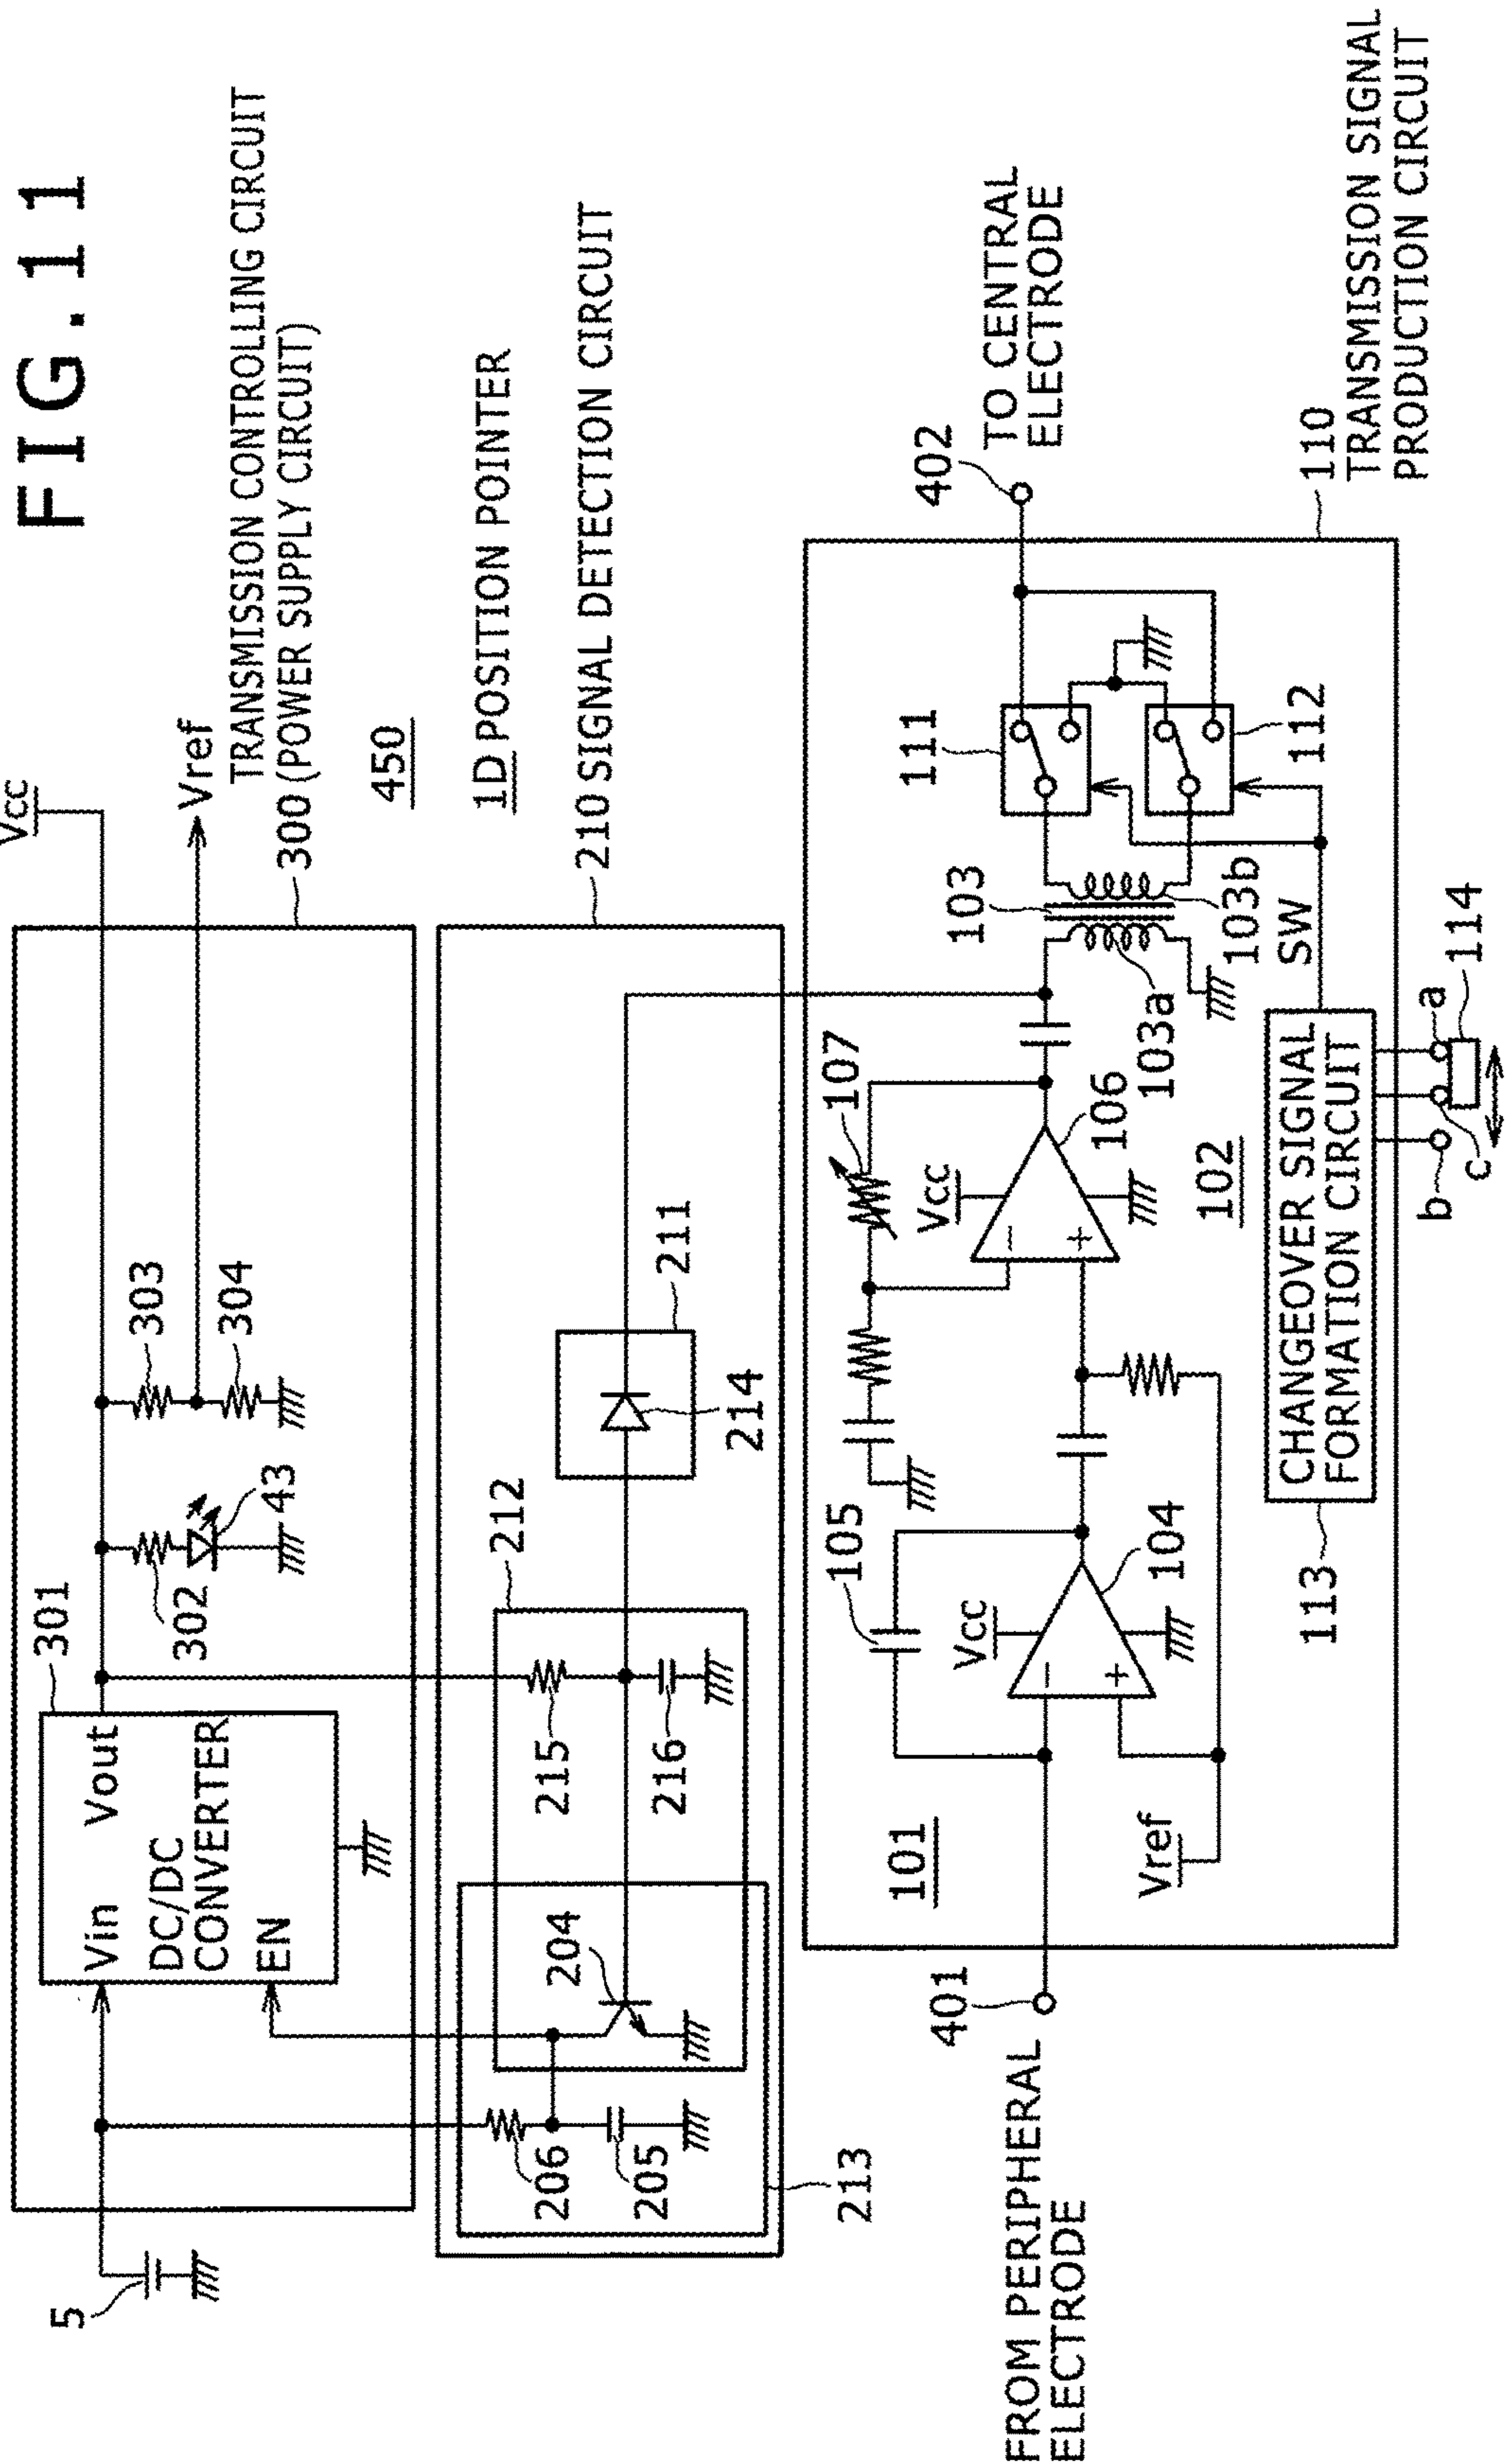 FIG.11
Vcc
Vref
TRANSMISSION CONTROLLING CIRCUIT
300 (POWER SUPPLY CIRCUIT)
450
1D POSITION POINTER
210 SIGNAL DETECTION CIRCUIT
5
301
Vin
Vout
DC/DC
CONVERTER
EN
302
43
303
304
206
205
204
213
212
215
216
211
214
FROM PERIPHERAL
ELECTRODE
401
101
Vref
105
Vcc
104
107
Vcc
106
102
103
103a
103b
SW
111
112
402
TO CENTRAL
ELECTRODE
113
CHANGEOVER SIGNAL
FORMATION CIRCUIT
b
c
a
114
110
TRANSMISSION SIGNAL
PRODUCTION CIRCUIT